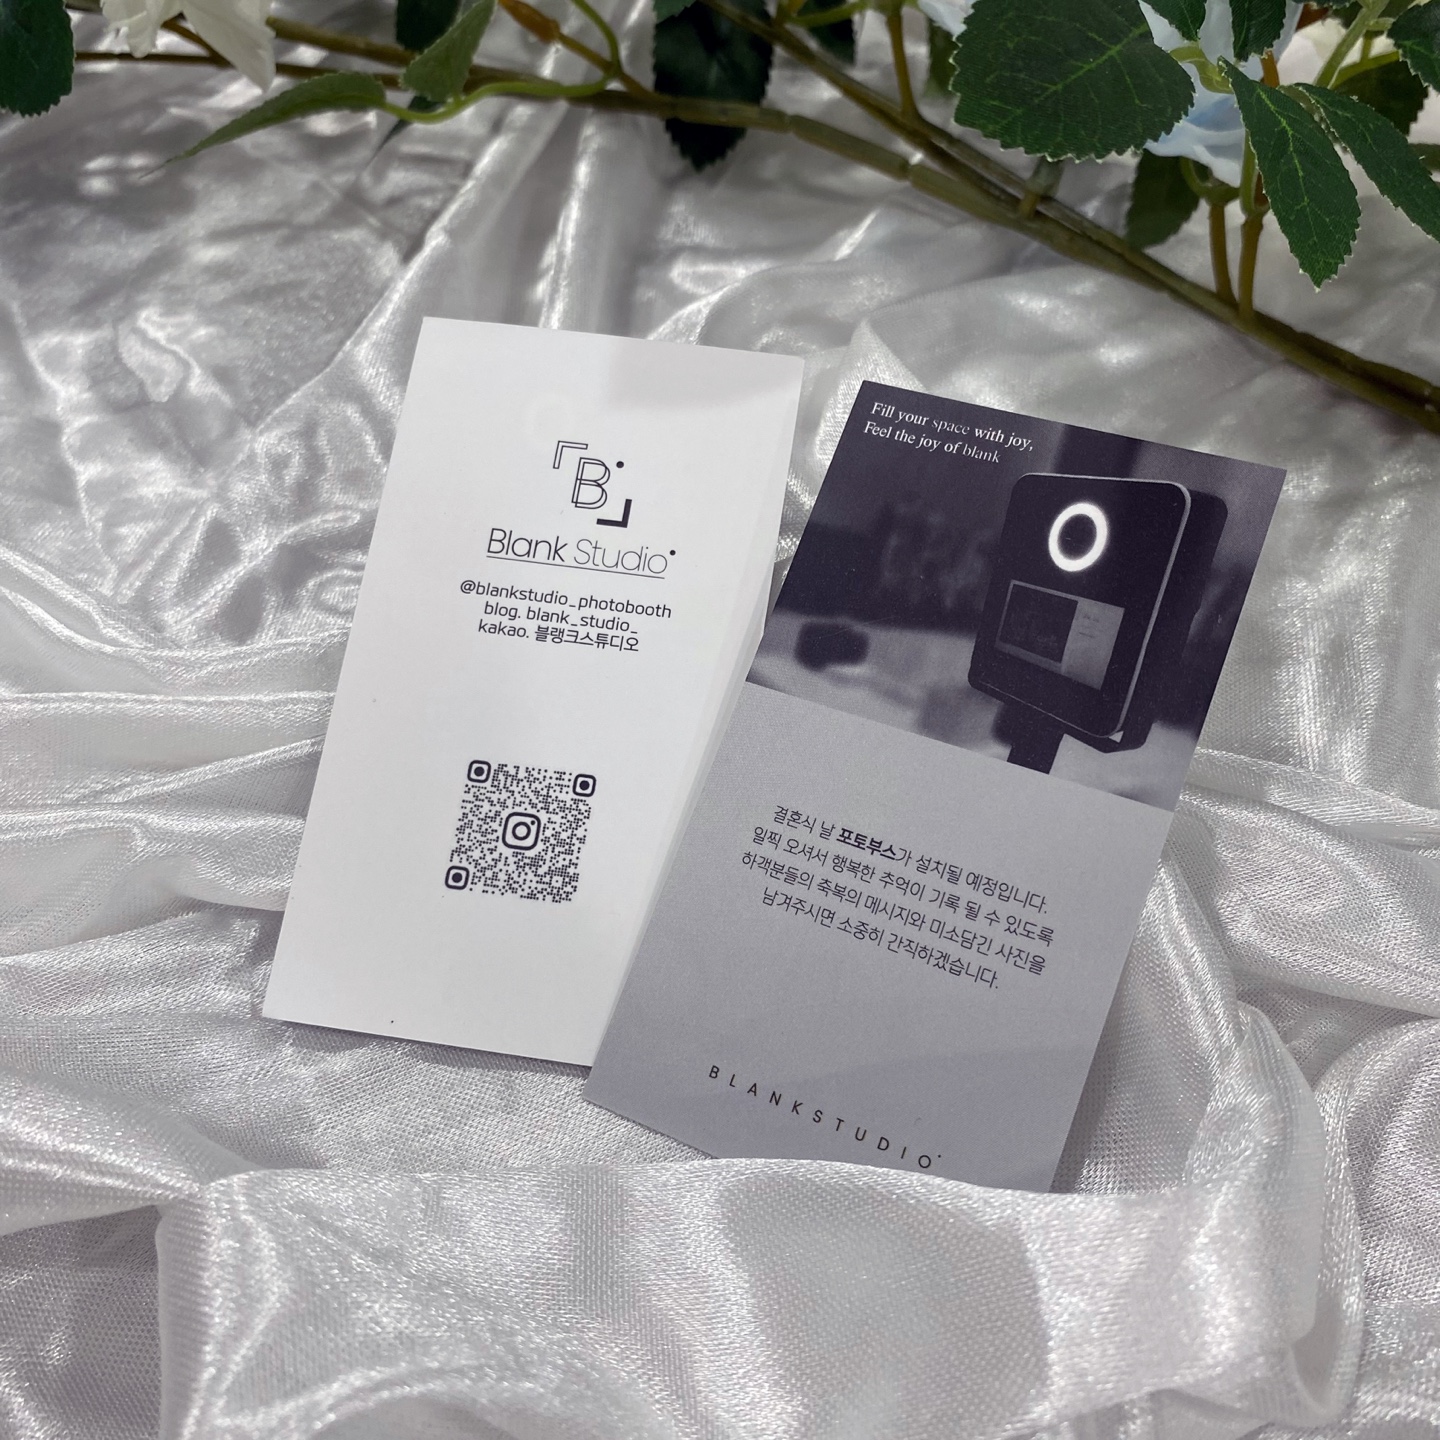 B
Blank Studio
@blankstudio_photobooth
blog. blank_studio_
kakao. 블랭크스튜디오
Fill your space with joy,
Feel the joy of blank
결혼식 날 포토부스가 설치될 예정입니다.
일찍 오셔서 행복한 추억이 기록 될 수 있도록
하객분들의 축복의 메시지와 미소담긴 사진을
남겨주시면 소중히 간직하겠습니다.
BLANKSTUDIO